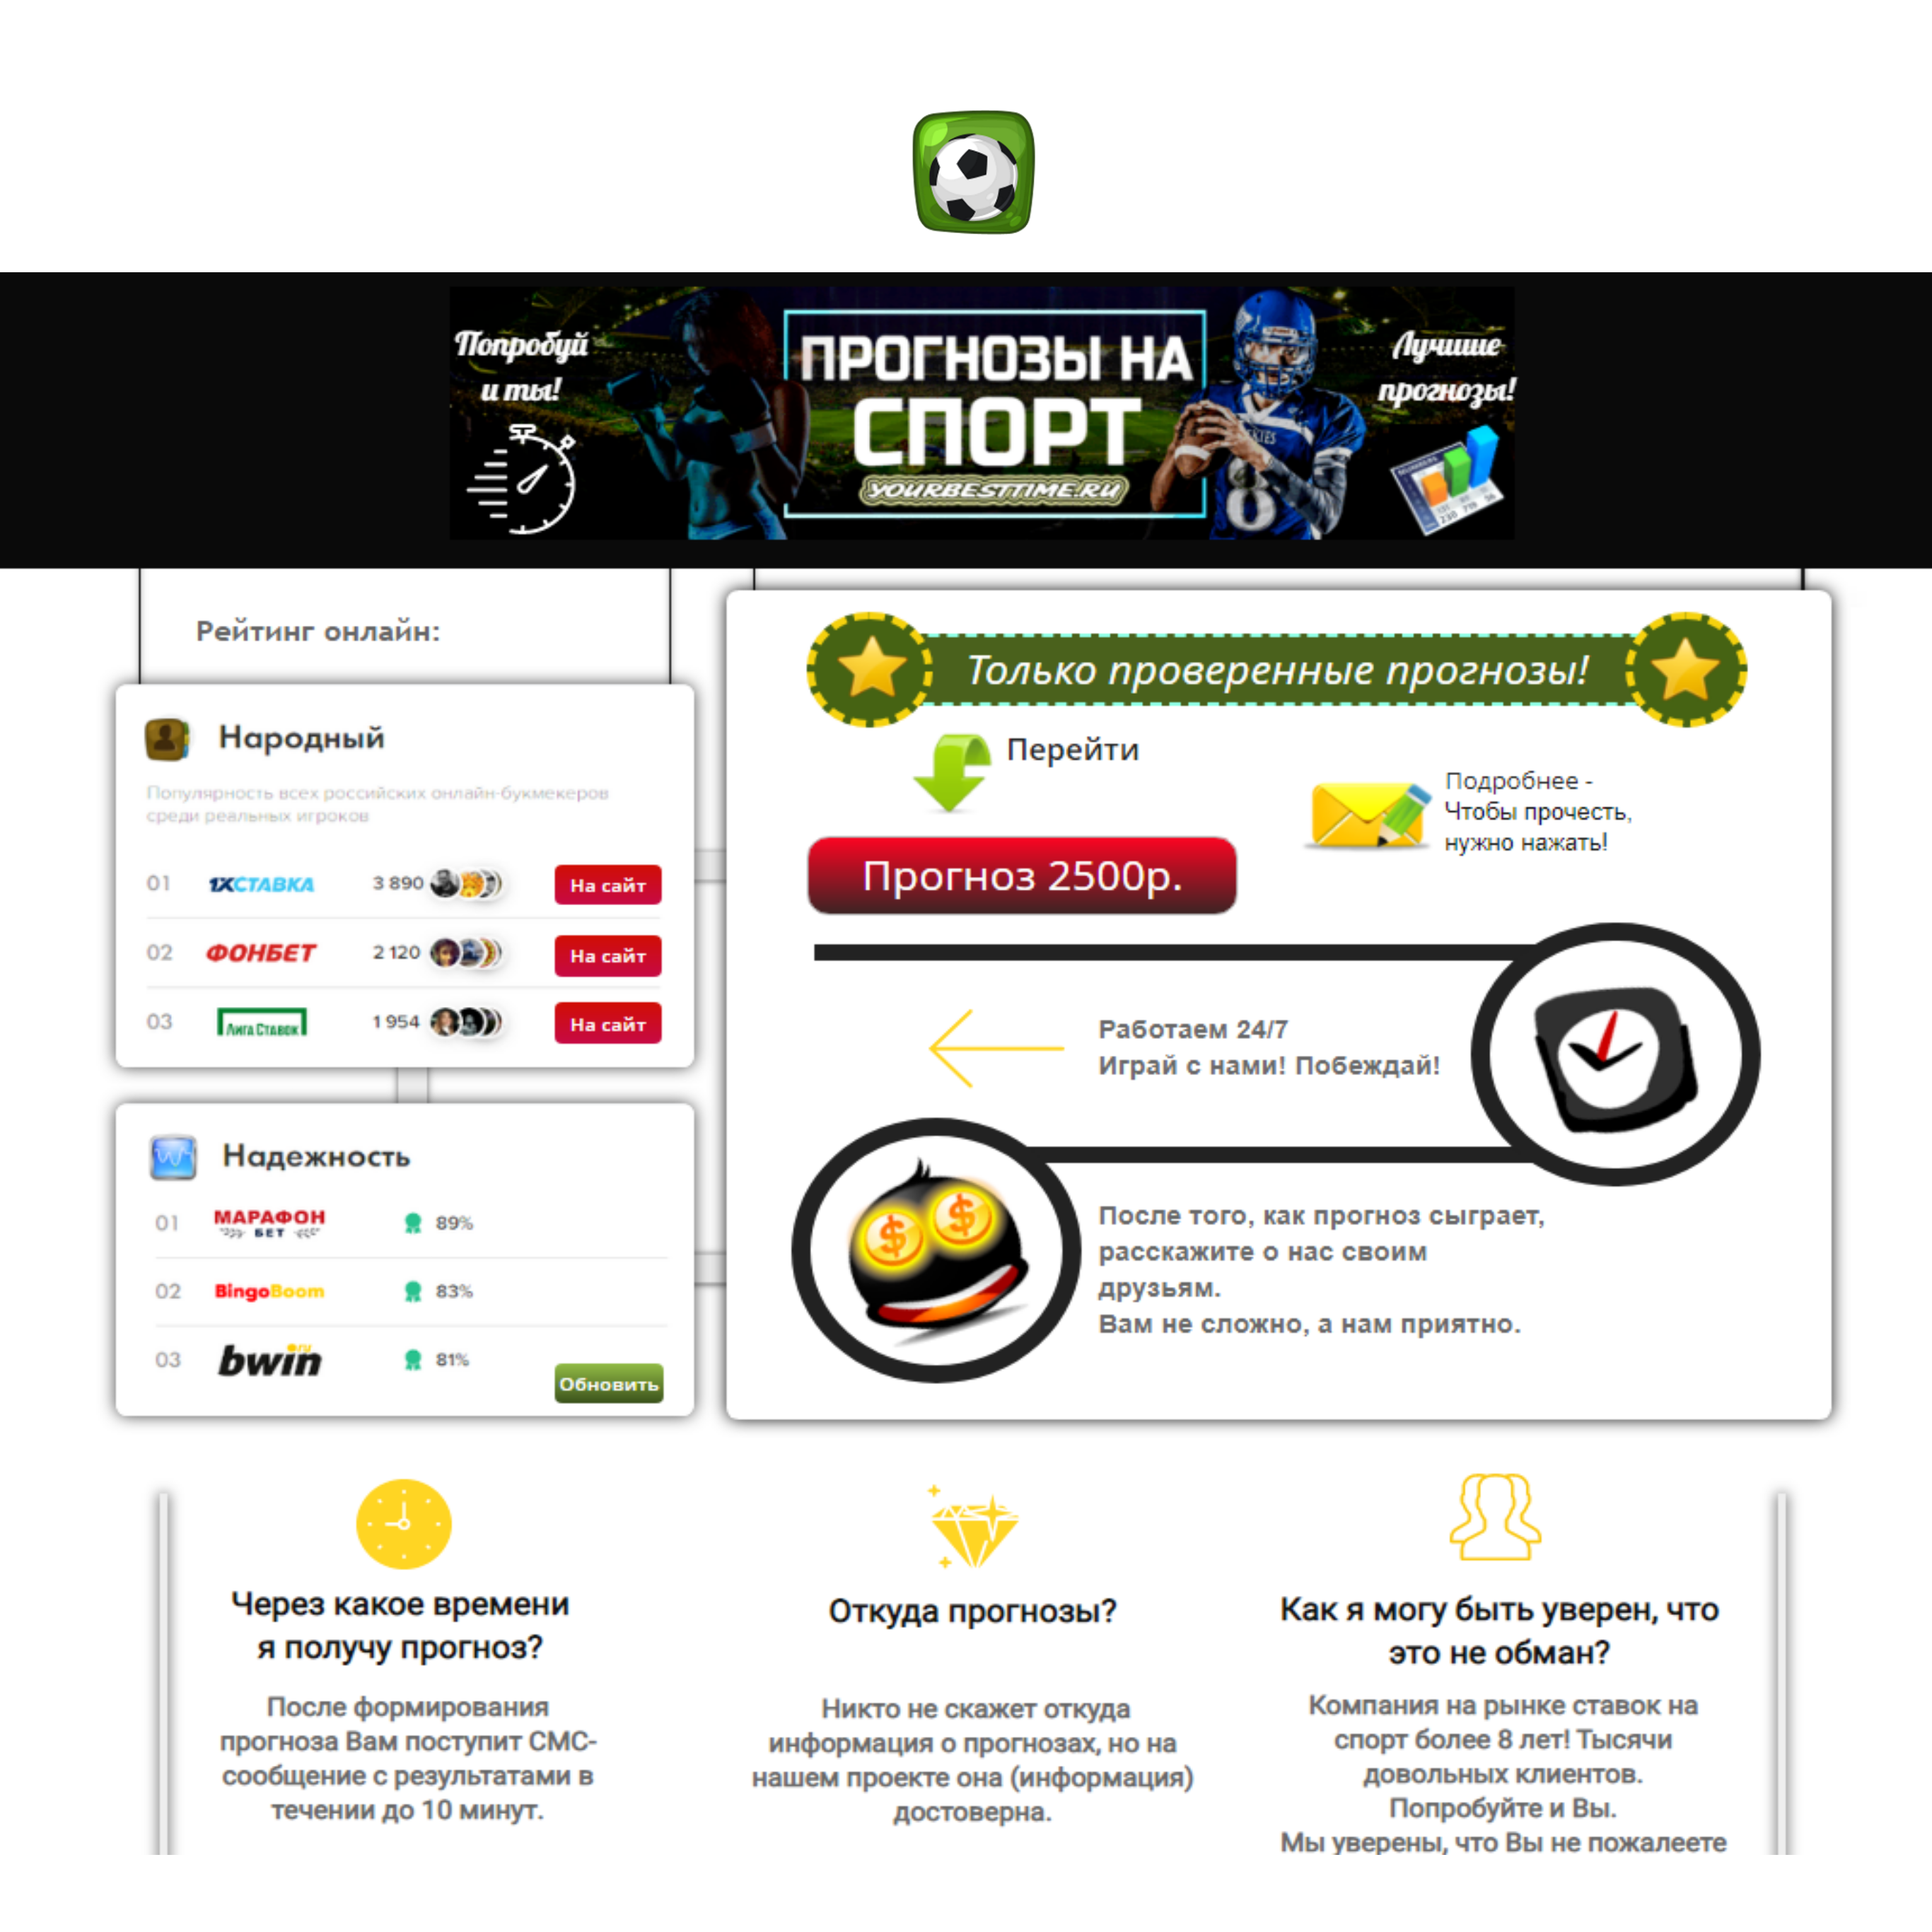 Попробуй
и ты!
ПРОГНОЗЫ НА
СПОРТ
YOURBESTTIME.RU
Лучшие
прогнозы!
8
Рейтинг онлайн:
Народный
Популярность всех российских онлайн-букмекеров
среди реальных игроков
01 1XСТАВКА 3 890 На сайт
02 ФОНБЕТ 2 120 На сайт
03 ЛИГА СТАВОК 1 954 На сайт
Надежность
01 МАРАФОН БЕТ 89%
02 BingoBoom 83%
03 bwin.ru 81%
Обновить
Только проверенные прогнозы!
Перейти
Подробнее -
Чтобы прочесть,
нужно нажать!
Прогноз 2500р.
Работаем 24/7
Играй с нами! Побеждай!
После того, как прогноз сыграет,
расскажите о нас своим
друзьям.
Вам не сложно, а нам приятно.
Через какое времени
я получу прогноз?
После формирования
прогноза Вам поступит СМС-
сообщение с результатами в
течении до 10 минут.
Откуда прогнозы?
Никто не скажет откуда
информация о прогнозах, но на
нашем проекте она (информация)
достоверна.
Как я могу быть уверен, что
это не обман?
Компания на рынке ставок на
спорт более 8 лет! Тысячи
довольных клиентов.
Попробуйте и Вы.
Мы уверены, что Вы не пожалеете